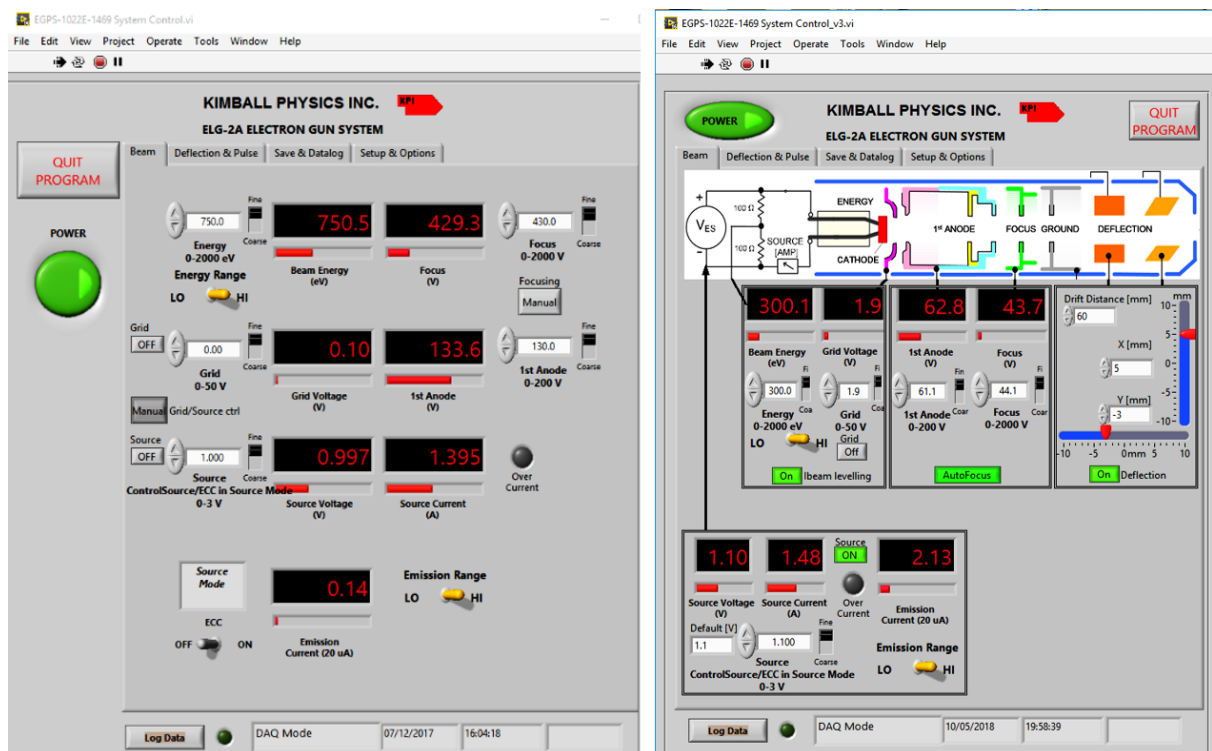 EGPS-1022E-1469 System Control.vi
File Edit View Project Operate Tools Window Help
KIMBALL PHYSICS INC. KPI
ELG-2A ELECTRON GUN SYSTEM
QUIT
PROGRAM
Beam Deflection & Pulse Save & Datalog Setup & Options
POWER
750.0
Fine
Coarse
Energy
0-2000 eV
750.5
Beam Energy
(eV)
429.3
Focus
(V)
430.0
Fine
Coarse
Focus
0-2000 V
Energy Range
LO HI
Focusing
Manual
Grid
OFF
0.00
Fine
Coarse
Grid
0-50 V
0.10
Grid Voltage
(V)
133.6
1st Anode
(V)
130.0
Fine
Coarse
1st Anode
0-200 V
Manual Grid/Source ctrl
Source
OFF
1.000
Fine
Coarse
Source
ControlSource/ECC in Source Mode
0-3 V
0.997
Source Voltage
(V)
1.395
Source Current
(A)
Over
Current
Source
Mode
ECC
OFF ON
0.14
Emission
Current (20 uA)
Emission Range
LO HI
Log Data DAQ Mode 07/12/2017 16:04:18
EGPS-1022E-1469 System Control_v3.vi
File Edit View Project Operate Tools Window Help
POWER
KIMBALL PHYSICS INC. KPI
ELG-2A ELECTRON GUN SYSTEM
QUIT
PROGRAM
Beam Deflection & Pulse Save & Datalog Setup & Options
+
VES
−
100 Ω
100 Ω
SOURCE
[AMP]
ENERGY
CATHODE
1st ANODE FOCUS GROUND DEFLECTION
300.1
Beam Energy
(eV)
300.0
Fi
Coa
Energy
0-2000 eV
LO HI
1.9
Grid Voltage
(V)
1.9
Fi
Coa
Grid
0-50 V
Grid
Off
On Ibeam levelling
62.8
1st Anode
(V)
61.1
Fin
Coar
1st Anode
0-200 V
43.7
Focus
(V)
44.1
Fi
Coar
Focus
0-2000 V
AutoFocus
Drift Distance [mm]
60
X [mm]
5
Y [mm]
-3
mm
10
5
0
-5
-10
-10 -5 0mm 5 10
On Deflection
1.10
Source Voltage
(V)
1.48
Source Current
(A)
Source
ON
Over
Current
2.13
Emission
Current (20 uA)
Default [V]
1.1
1.100
Fine
Coarse
Source
ControlSource/ECC in Source Mode
0-3 V
Emission Range
LO HI
Log Data DAQ Mode 10/05/2018 19:58:39